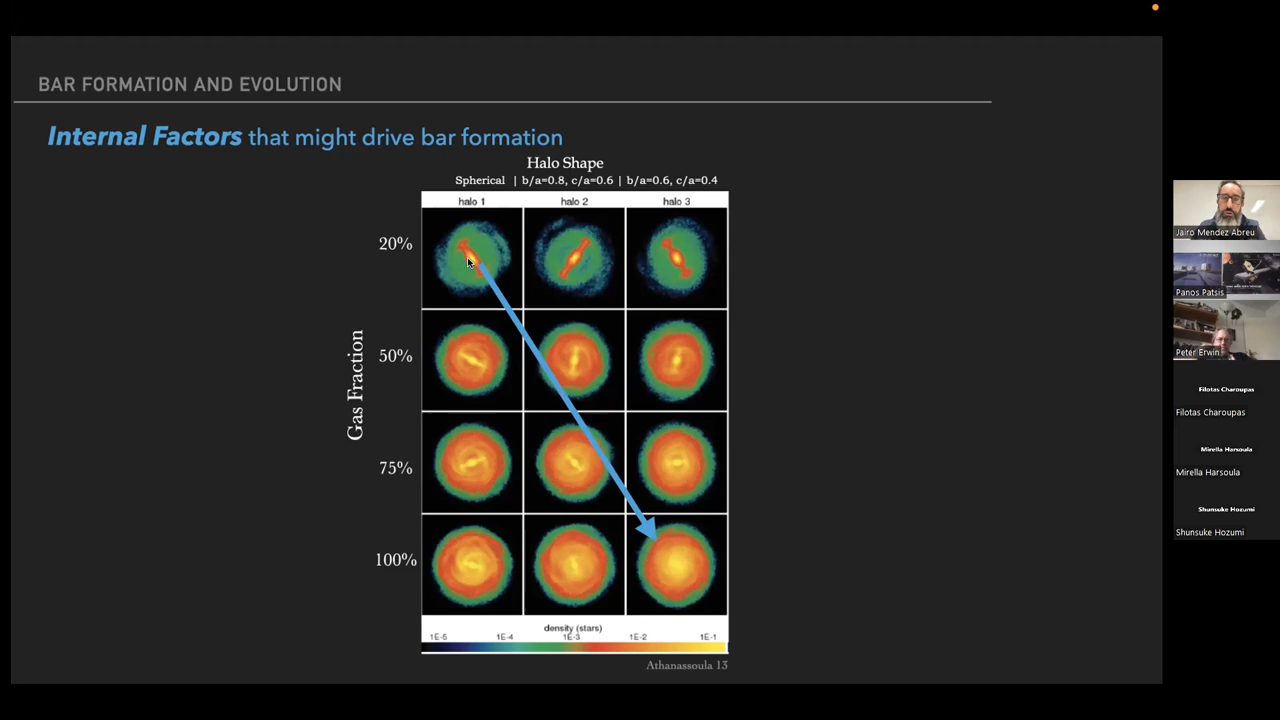 BAR FORMATION AND EVOLUTION
Internal Factors that might drive bar formation
Halo Shape
Spherical | b/a=0.8, c/a=0.6 | b/a=0.6, c/a=0.4
halo 1 halo 2 halo 3
Gas Fraction
20%
50%
75%
100%
density (stars)
1E-5 1E-4 1E-3 1E-2 1E-1
Athanassoula 13
Jairo Mendez Abreu
Panos Patsis
Peter Erwin
Filotas Charoupas
Filotas Charoupas
Mirella Harsoula
Mirella Harsoula
Shunsuke Hozumi
Shunsuke Hozumi